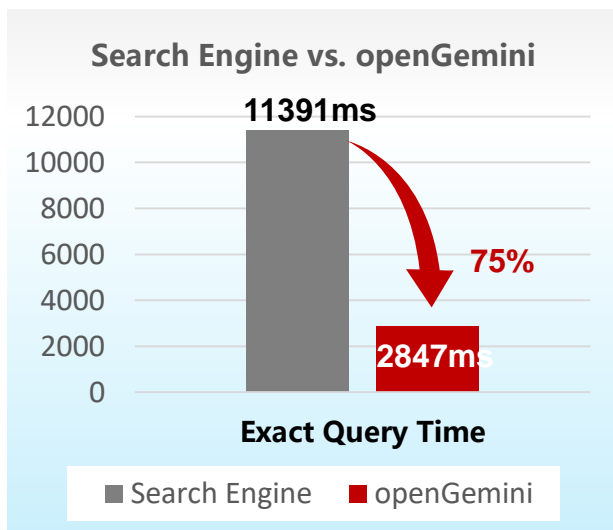 Search Engine vs. openGemini
11391ms
12000
10000
8000
6000
75%
4000
2000
2847ms
0
Exact Query Time
Search Engine
openGemini